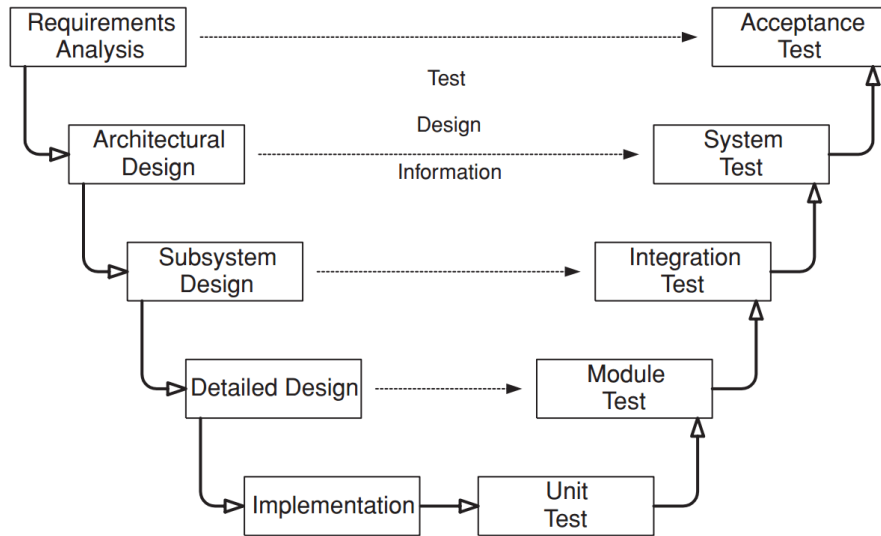 Requirements
Analysis
Acceptance
Test
Test
Design
Information
Architectural
Design
System
Test
Subsystem
Design
Integration
Test
Detailed Design
Module
Test
Implementation
Unit
Test